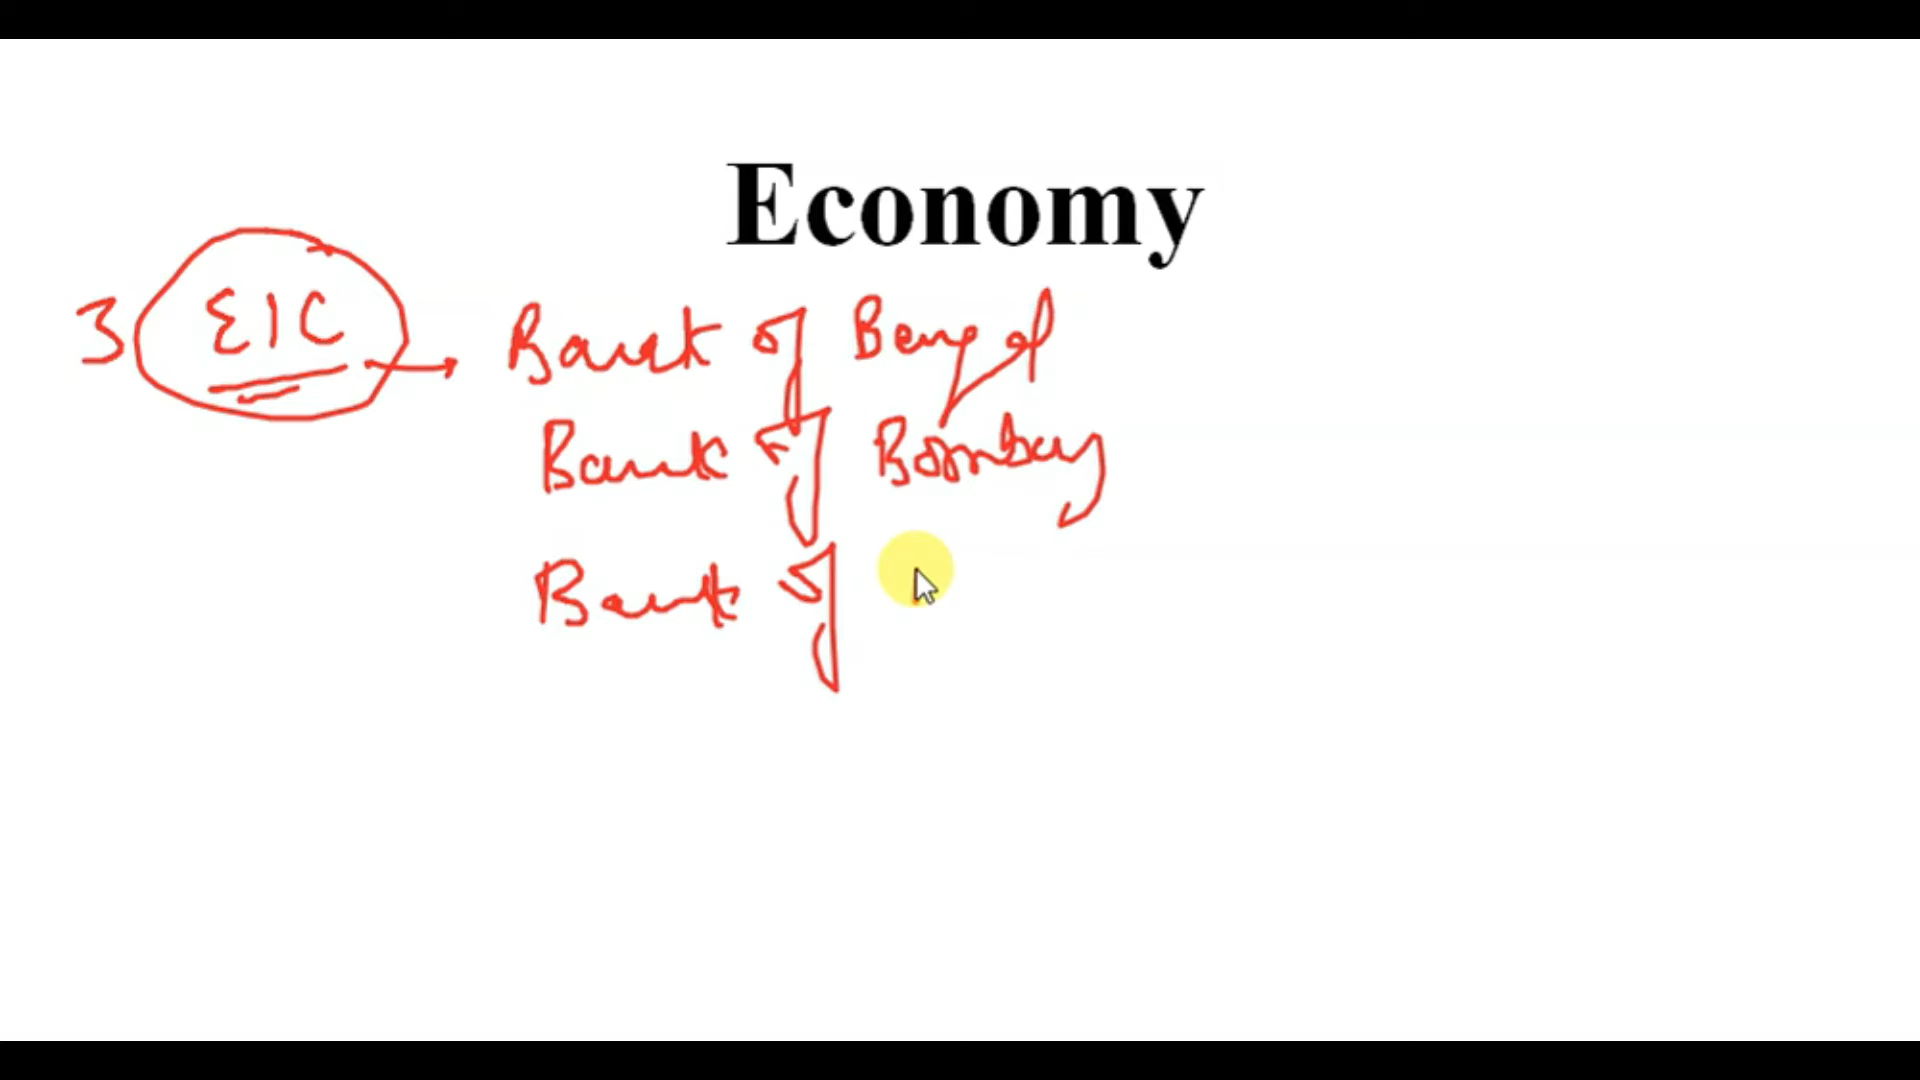 Economy
3 EIC → Bank of Bengal
Bank of Bombay
Bank of